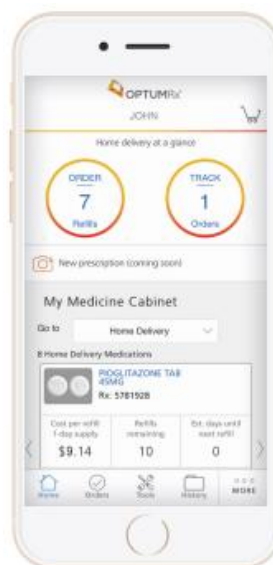 OPTUMRx
JOHN
Home delivery at a glance
ORDER
7
Refills
TRACK
1
Orders
New prescription (coming soon)
My Medicine Cabinet
Go to
Home Delivery
8 Home Delivery Medications
PIOGLITAZONE TAB
45MG
Rx: 5781928
Cost per refill
1-day supply
$9.14
Refills
remaining
10
Est. days until
next refill
0
Home
Orders
Tools
History
MORE